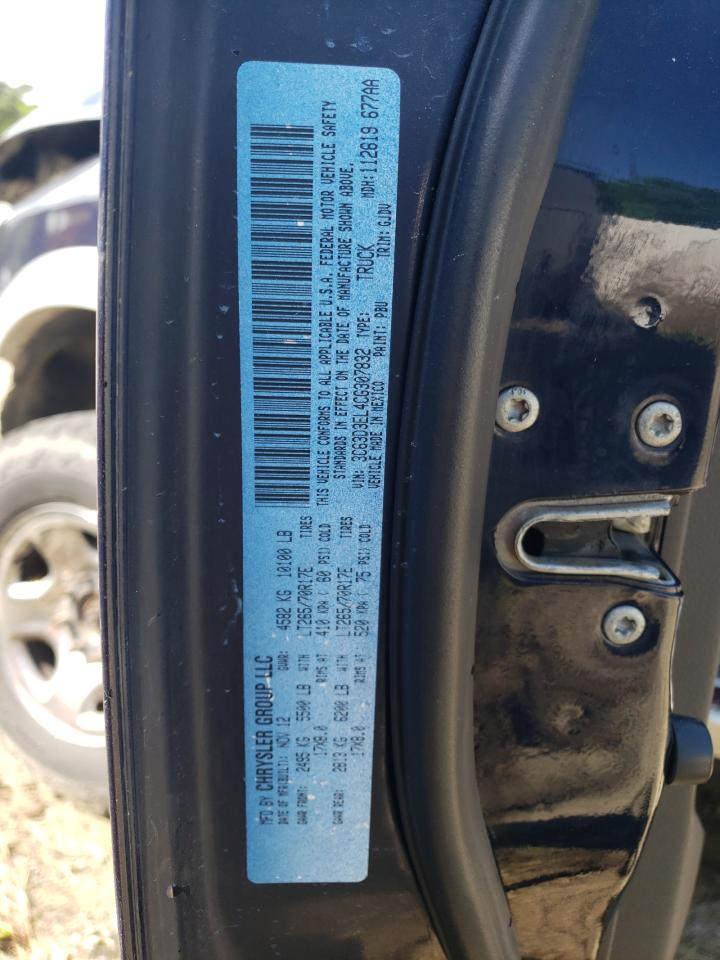 MFD BY CHRYSLER GROUP LLC
DATE OF MFR(BUILT): NOV 12 GVWR: 4582 KG 10100 LB
GAWR FRONT: 2495 KG 5500 LB WITH LT265/70R17E TIRES
17X8.0 RIMS AT 410 KPA ( 60 PSI) COLD
GAWR REAR: 2813 KG 6200 LB WITH LT265/70R17E TIRES
17X8.0 RIMS AT 520 KPA ( 75 PSI) COLD
THIS VEHICLE CONFORMS TO ALL APPLICABLE U.S.A. FEDERAL MOTOR VEHICLE SAFETY
STANDARDS IN EFFECT ON THE DATE OF MANUFACTURE SHOWN ABOVE.
VIN: 3C63D3EL4CG307832 TYPE: TRUCK MDH: 112619 677AA
VEHICLE MADE IN MEXICO PAINT: PBU TRIM: GJDV